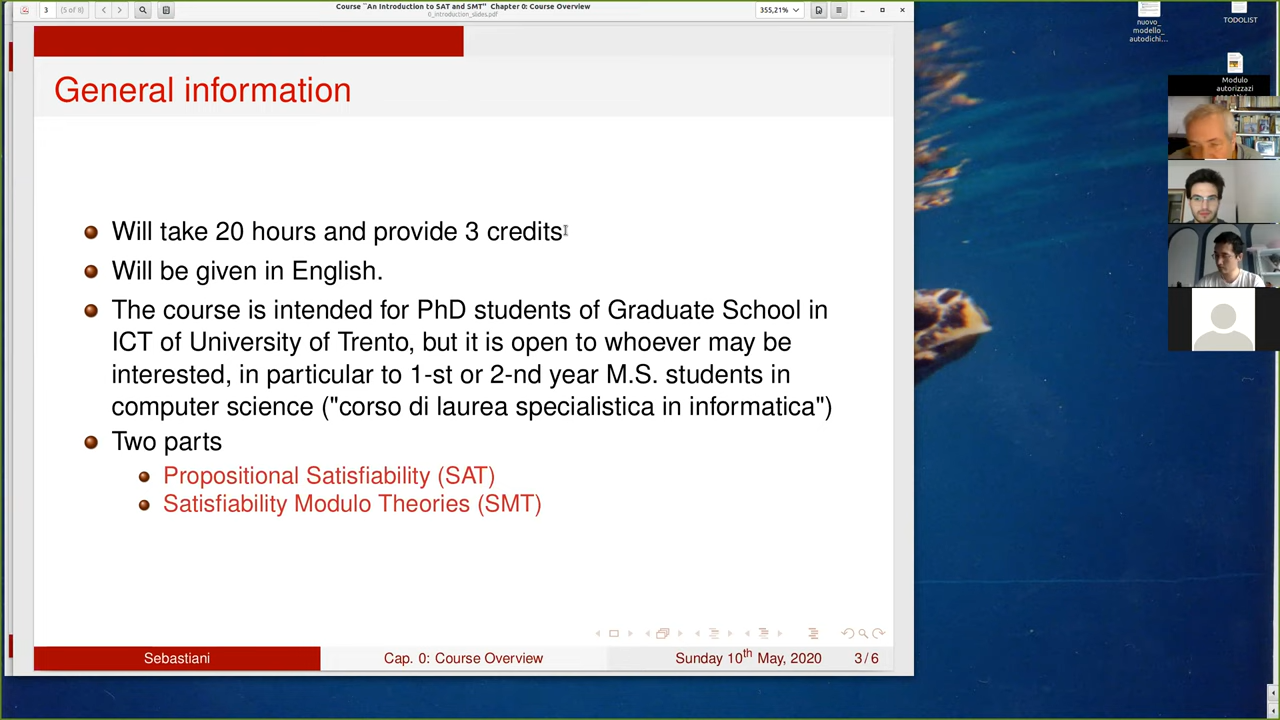 Course "An Introduction to SAT and SMT" Chapter 0: Course Overview
0_introduction_slides.pdf
3
(5 of 8)
355,21%
General information
Will take 20 hours and provide 3 credits
Will be given in English.
The course is intended for PhD students of Graduate School in
ICT of University of Trento, but it is open to whoever may be
interested, in particular to 1-st or 2-nd year M.S. students in
computer science ("corso di laurea specialistica in informatica")
Two parts
Propositional Satisfiability (SAT)
Satisfiability Modulo Theories (SMT)
Sebastiani
Cap. 0: Course Overview
Sunday 10th May, 2020
3 / 6
nuovo_
modello_
autodichi...
TODOLIST
Modulo
autorizzazi